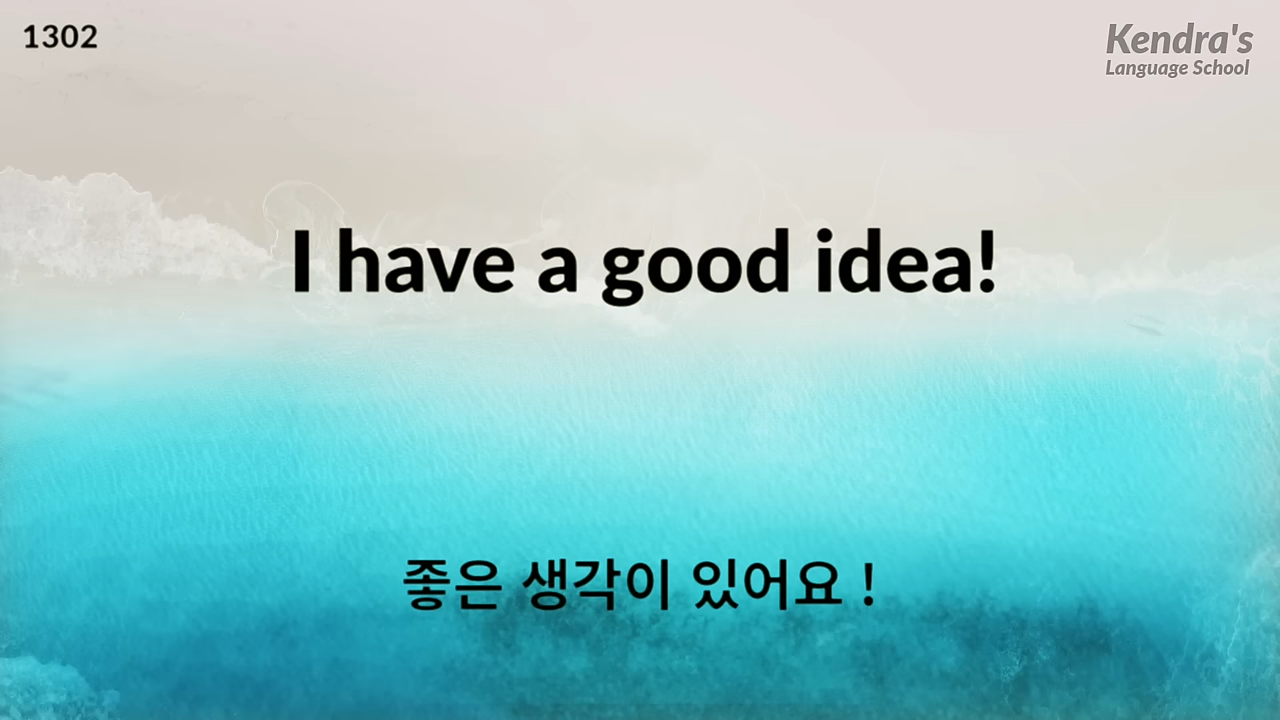 1302
Kendra's
Language School
I have a good idea!
좋은 생각이 있어요 !